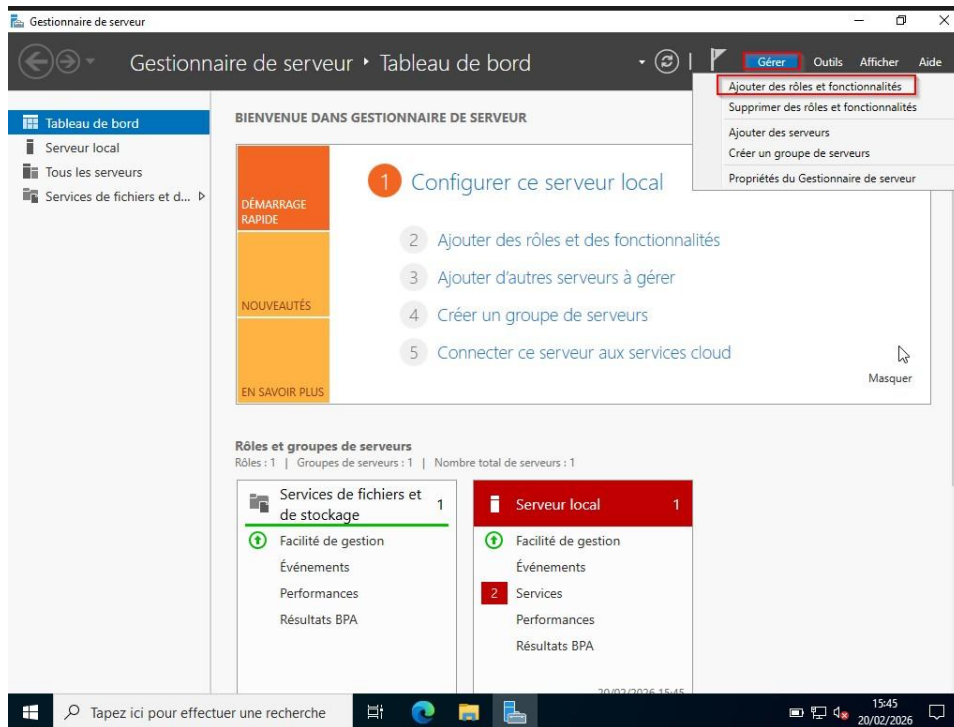 Gestionnaire de serveur
Gestionnaire de serveur ‣ Tableau de bord
Gérer Outils Afficher Aide
Ajouter des rôles et fonctionnalités
Supprimer des rôles et fonctionnalités
Ajouter des serveurs
Créer un groupe de serveurs
Propriétés du Gestionnaire de serveur
Tableau de bord
Serveur local
Tous les serveurs
Services de fichiers et d...
BIENVENUE DANS GESTIONNAIRE DE SERVEUR
DÉMARRAGE
RAPIDE
NOUVEAUTÉS
EN SAVOIR PLUS
1 Configurer ce serveur local
2 Ajouter des rôles et des fonctionnalités
3 Ajouter d'autres serveurs à gérer
4 Créer un groupe de serveurs
5 Connecter ce serveur aux services cloud
Masquer
Rôles et groupes de serveurs
Rôles : 1 | Groupes de serveurs : 1 | Nombre total de serveurs : 1
Services de fichiers et
de stockage
1
Facilité de gestion
Événements
Performances
Résultats BPA
Serveur local 1
Facilité de gestion
Événements
2 Services
Performances
Résultats BPA
20/02/2026 15:45
Tapez ici pour effectuer une recherche
15:45
20/02/2026